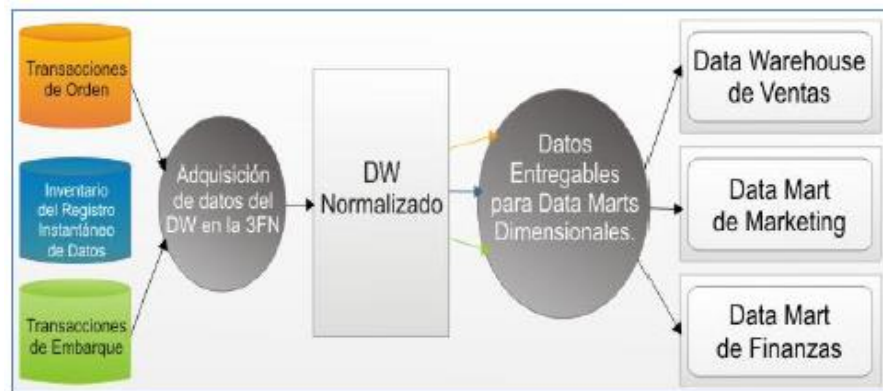 Transacciones
de Orden
Inventario
del Registro
Instantáneo
de Datos
Transacciones
de Embarque
Adquisición
de datos del
DW en la 3FN
DW
Normalizado
Datos
Entregables
para Data Marts
Dimensionales.
Data Warehouse
de Ventas
Data Mart
de Marketing
Data Mart
de Finanzas